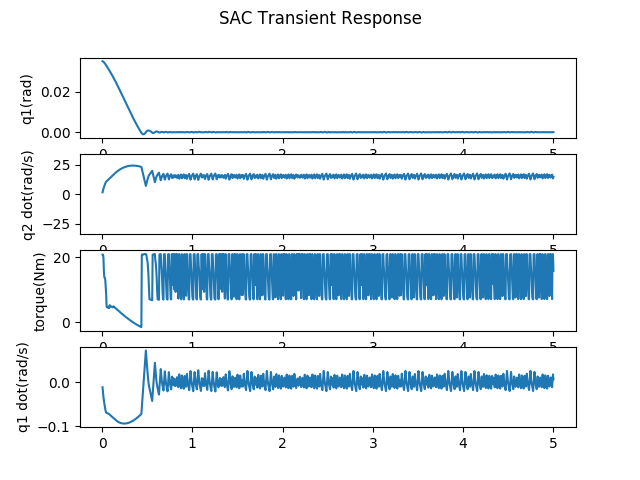 SAC Transient Response
q1(rad)
0.02
0.00
0 1 2 3 4 5
q2 dot(rad/s)
25
0
−25
0 1 2 3 4 5
torque(Nm)
20
0
0 1 2 3 4 5
q1 dot(rad/s)
0.0
−0.1
0 1 2 3 4 5